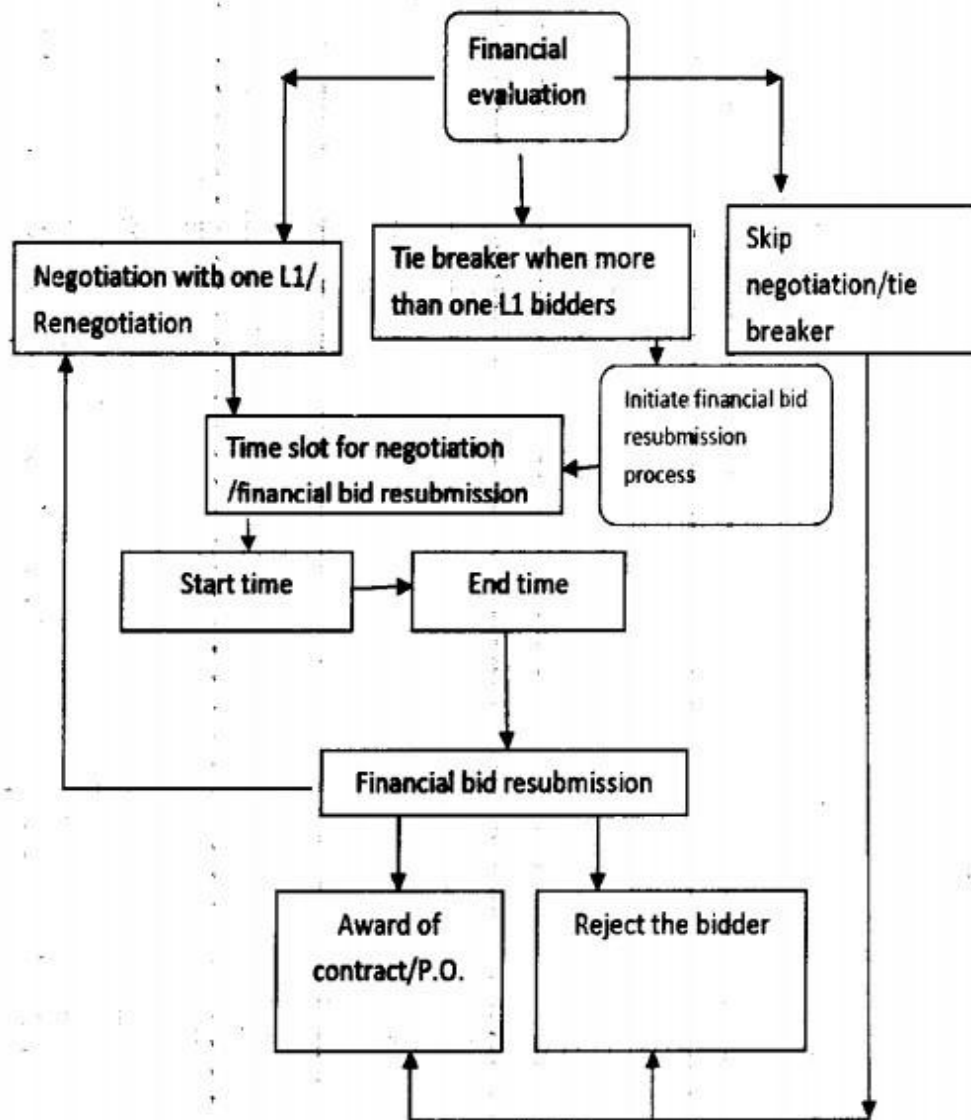 Financial
evaluation
Negotiation with one L1/
Renegotiation
Tie breaker when more
than one L1 bidders
Skip
negotiation/tie
breaker
Initiate financial bid
resubmission
process
Time slot for negotiation
/financial bid resubmission
Start time
End time
Financial bid resubmission
Award of
contract/P.O.
Reject the bidder